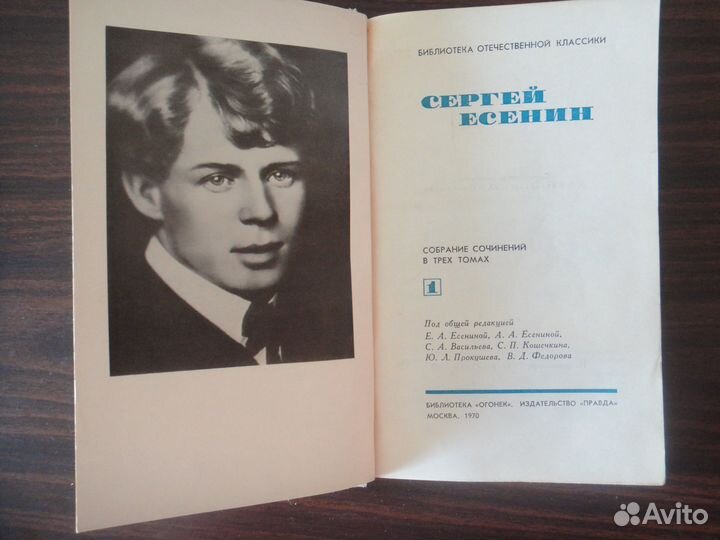 БИБЛИОТЕКА ОТЕЧЕСТВЕННОЙ КЛАССИКИ
СЕРГЕЙ
ЕСЕНИН
СОБРАНИЕ СОЧИНЕНИЙ
В ТРЕХ ТОМАХ
1
Под общей редакцией
Е. А. Есениной, А. А. Есениной,
С. А. Васильева, С. П. Кошечкина,
Ю. Л. Прокушева, В. Д. Федорова
БИБЛИОТЕКА «ОГОНЕК». ИЗДАТЕЛЬСТВО «ПРАВДА»
МОСКВА, 1970
Avito